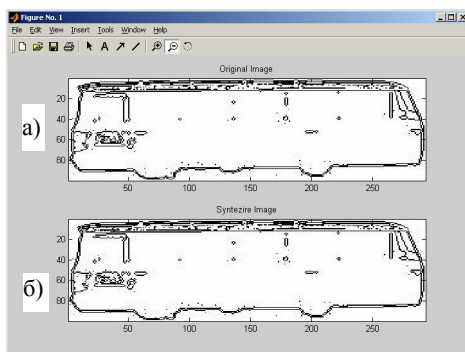 Figure No. 1
File Edit View Insert Tools Window Help
Original Image
а)
20
40
60
80
50 100 150 200 250
Syntezire Image
б)
20
40
60
80
50 100 150 200 250